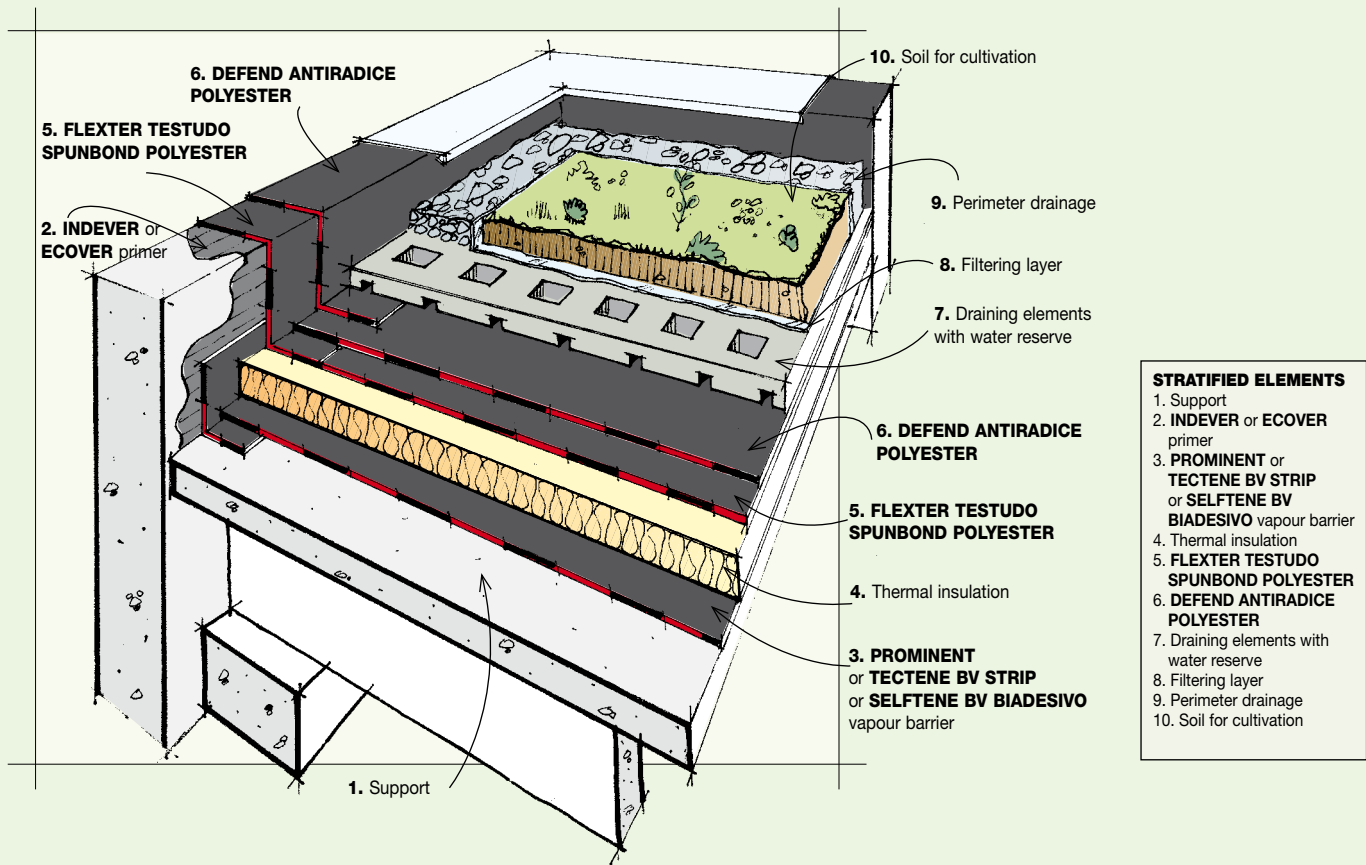 6. DEFEND ANTIRADICE
POLYESTER
5. FLEXTER TESTUDO
SPUNBOND POLYESTER
2. INDEVER or
ECOVER primer
10. Soil for cultivation
9. Perimeter drainage
8. Filtering layer
7. Draining elements
with water reserve
6. DEFEND ANTIRADICE
POLYESTER
5. FLEXTER TESTUDO
SPUNBOND POLYESTER
4. Thermal insulation
3. PROMINENT
or TECTENE BV STRIP
or SELFTENE BV BIADESIVO
vapour barrier
1. Support
STRATIFIED ELEMENTS
1. Support
2. INDEVER or ECOVER
primer
3. PROMINENT or
TECTENE BV STRIP
or SELFTENE BV
BIADESIVO vapour barrier
4. Thermal insulation
5. FLEXTER TESTUDO
SPUNBOND POLYESTER
6. DEFEND ANTIRADICE
POLYESTER
7. Draining elements with
water reserve
8. Filtering layer
9. Perimeter drainage
10. Soil for cultivation